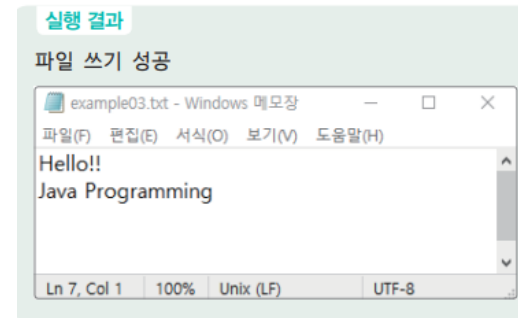 실행 결과
파일 쓰기 성공
example03.txt - Windows 메모장
파일(F) 편집(E) 서식(O) 보기(V) 도움말(H)
Hello!!
Java Programming
Ln 7, Col 1 100% Unix (LF) UTF-8